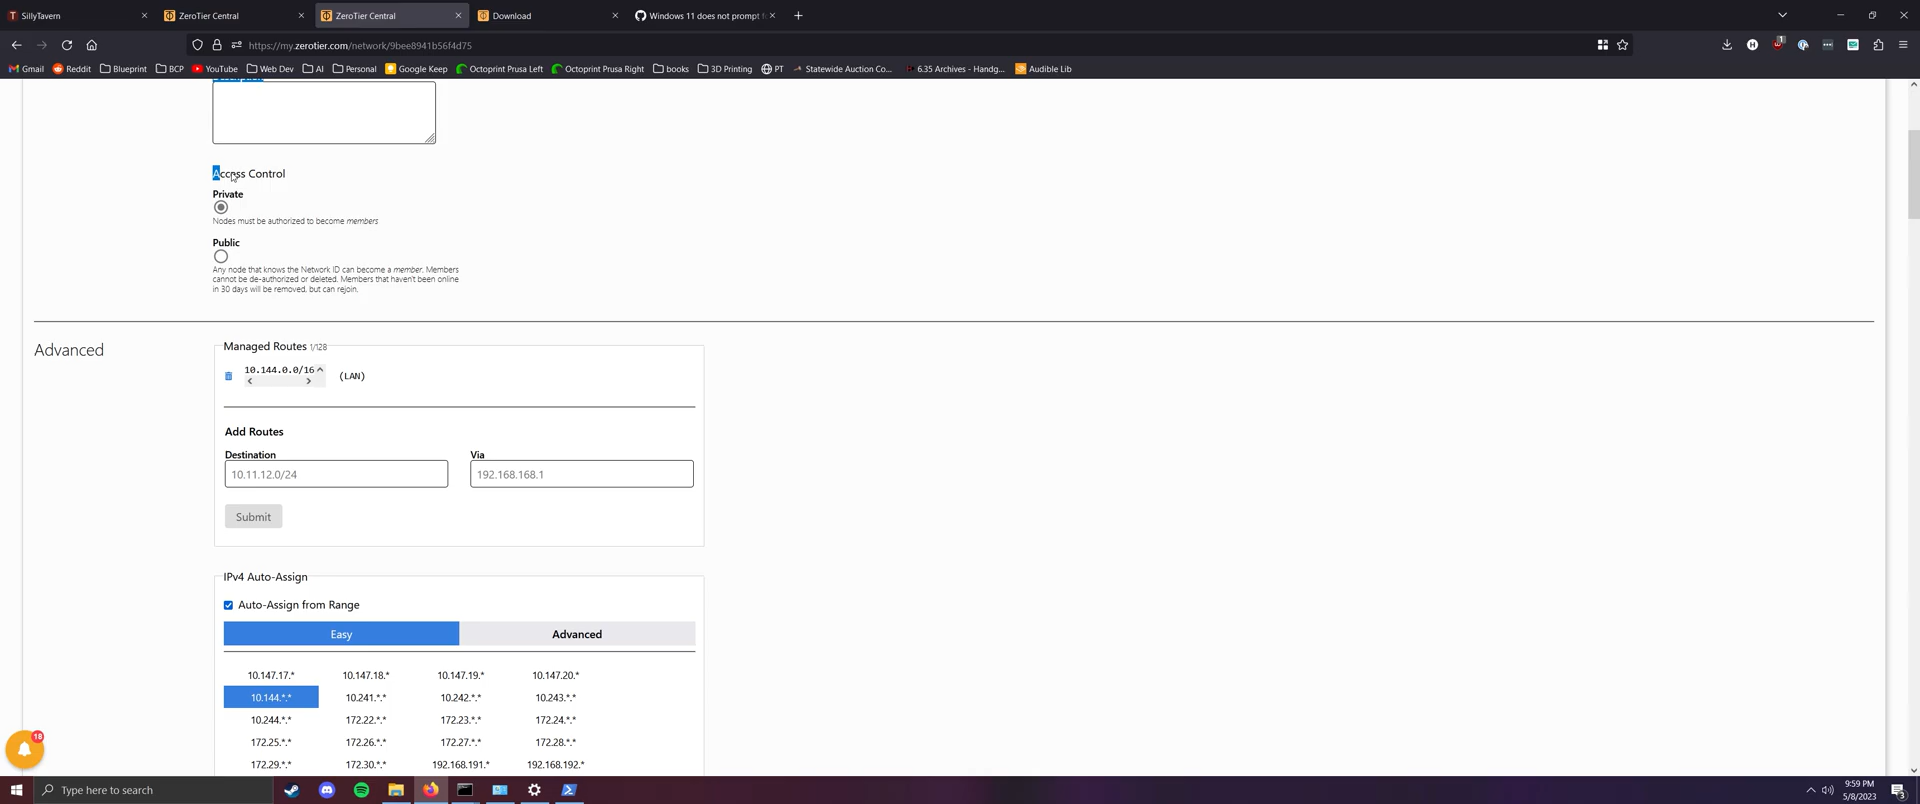 SillyTavern
ZeroTier Central
ZeroTier Central
Download
Windows 11 does not prompt f
https://my.zerotier.com/network/9bee8941b56f4d75
1
Gmail
Reddit
Blueprint
BCP
YouTube
Web Dev
AI
Personal
Google Keep
Octoprint Prusa Left
Octoprint Prusa Right
books
3D Printing
PT
Statewide Auction Co...
6.35 Archives - Handg...
Audible Lib
Description
Access Control
Private
Nodes must be authorized to become members
Public
Any node that knows the Network ID can become a member. Members
cannot be de-authorized or deleted. Members that haven't been online
in 30 days will be removed, but can rejoin.
Advanced
Managed Routes 1/128
10.144.0.0/16
(LAN)
Add Routes
Destination
Via
10.11.12.0/24
192.168.168.1
Submit
IPv4 Auto-Assign
Auto-Assign from Range
Easy
Advanced
10.147.17.* 10.147.18.* 10.147.19.* 10.147.20.*
10.144.*.* 10.241.*.* 10.242.*.* 10.243.*.*
10.244.*.* 172.22.*.* 172.23.*.* 172.24.*.*
172.25.*.* 172.26.*.* 172.27.*.* 172.28.*.*
172.29.*.* 172.30.*.* 192.168.191.* 192.168.192.*
18
Type here to search
9:59 PM
5/8/2023
3